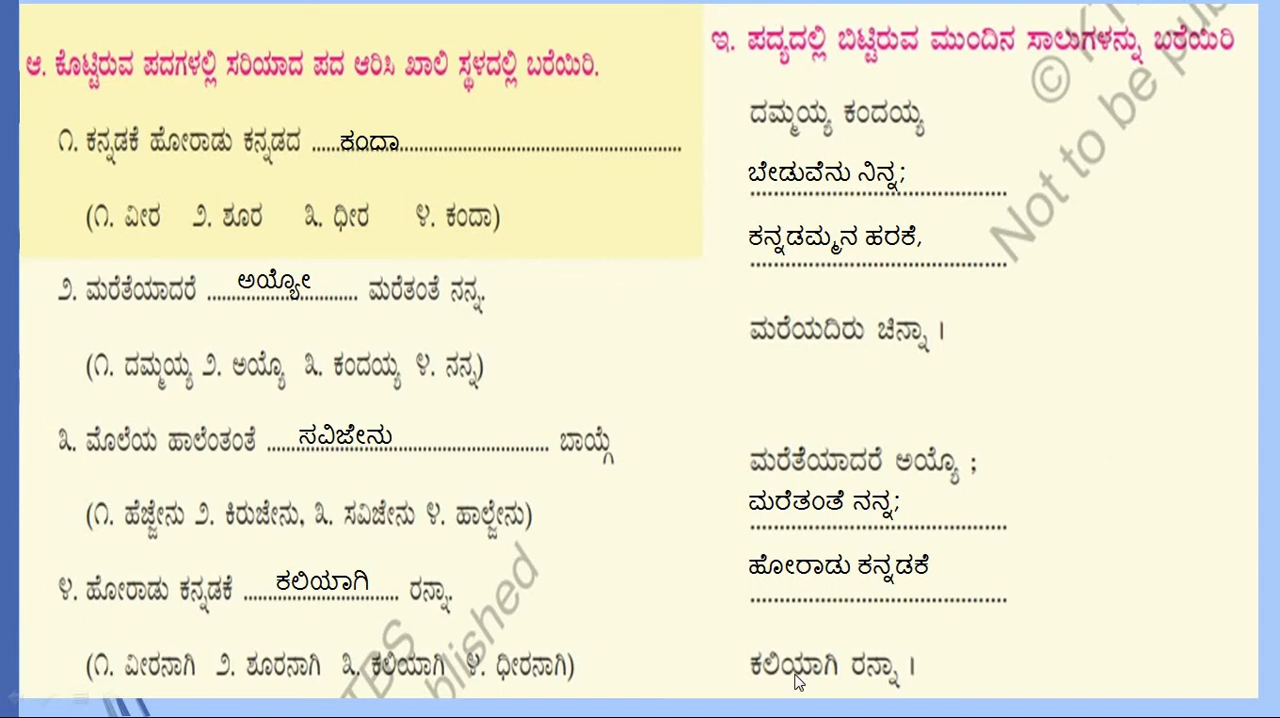 ಆ. ಕೊಟ್ಟಿರುವ ಪದಗಳಲ್ಲಿ ಸರಿಯಾದ ಪದ ಆರಿಸಿ ಖಾಲಿ ಸ್ಥಳದಲ್ಲಿ ಬರೆಯಿರಿ.
೧. ಕನ್ನಡಕೆ ಹೋರಾಡು ಕನ್ನಡದ ......ಕಂದಾ......
(೧. ವೀರ ೨. ಶೂರ ೩. ಧೀರ ೪. ಕಂದಾ)
೨. ಮರೆತೆಯಾದರೆ ......ಅಯ್ಯೋ...... ಮರೆತಂತೆ ನನ್ನ.
(೧. ದಮ್ಮಯ್ಯ ೨. ಅಯ್ಯೊ ೩. ಕಂದಯ್ಯ ೪. ನನ್ನ)
೩. ಮೊಲೆಯ ಹಾಲೆಂತಂತೆ ......ಸವಿಜೇನು...... ಬಾಯ್ಗೆ
(೧. ಹೆಜ್ಜೇನು ೨. ಕಿರುಜೇನು, ೩. ಸವಿಜೇನು ೪. ಹಾಲ್ಜೇನು)
೪. ಹೋರಾಡು ಕನ್ನಡಕೆ ......ಕಲಿಯಾಗಿ...... ರನ್ನಾ.
(೧. ವೀರನಾಗಿ ೨. ಶೂರನಾಗಿ ೩. ಕಲಿಯಾಗಿ ೪. ಧೀರನಾಗಿ)
ಇ. ಪದ್ಯದಲ್ಲಿ ಬಿಟ್ಟಿರುವ ಮುಂದಿನ ಸಾಲುಗಳನ್ನು ಬರೆಯಿರಿ
ದಮ್ಮಯ್ಯ ಕಂದಯ್ಯ
ಬೇಡುವೆನು ನಿನ್ನ;
ಕನ್ನಡಮ್ಮನ ಹರಕೆ,
ಮರೆಯದಿರು ಚಿನ್ನಾ ।
ಮರೆತೆಯಾದರೆ ಅಯ್ಯೊ ;
ಮರೆತಂತೆ ನನ್ನ;
ಹೋರಾಡು ಕನ್ನಡಕೆ
ಕಲಿಯಾಗಿ ರನ್ನಾ ।
Not to be